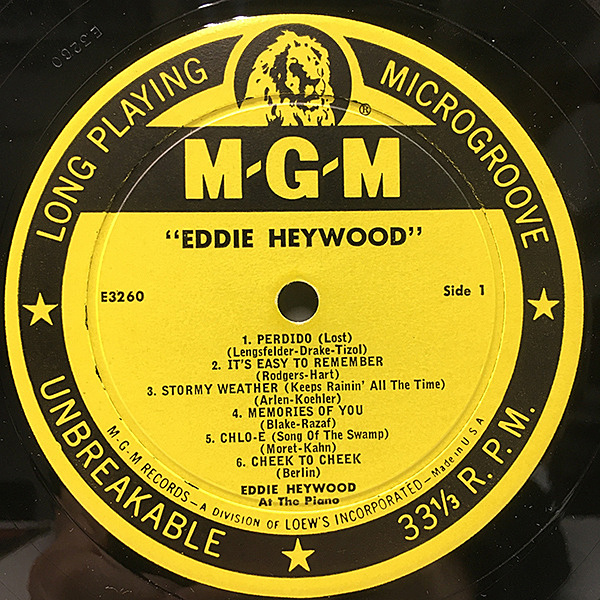 E3260
LONG PLAYING
MICROGROOVE
®
M-G-M
"EDDIE HEYWOOD"
E3260
Side 1
1. PERDIDO (Lost)
(Lengsfelder-Drake-Tizol)
2. IT'S EASY TO REMEMBER
(Rodgers-Hart)
3. STORMY WEATHER (Keeps Rainin' All The Time)
(Arlen-Koehler)
4. MEMORIES OF YOU
(Blake-Razaf)
5. CHLO-E (Song Of The Swamp)
(Moret-Kahn)
6. CHEEK TO CHEEK
(Berlin)
EDDIE HEYWOOD
At The Piano
M-G-M RECORDS—A DIVISION OF LOEW'S INCORPORATED—Made in U.S.A
UNBREAKABLE
33⅓ R.P.M.